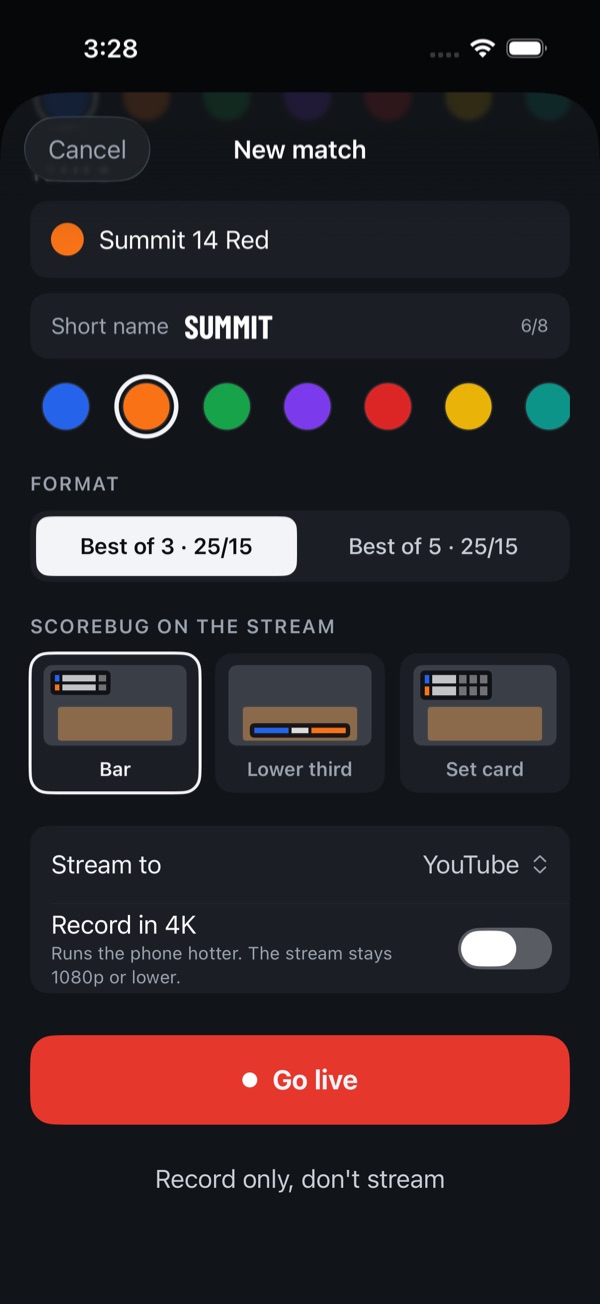 3:28
Cancel
New match
Summit 14 Red
Short name SUMMIT 6/8
FORMAT
Best of 3 · 25/15
Best of 5 · 25/15
SCOREBUG ON THE STREAM
Bar
Lower third
Set card
Stream to YouTube
Record in 4K
Runs the phone hotter. The stream stays
1080p or lower.
Go live
Record only, don't stream